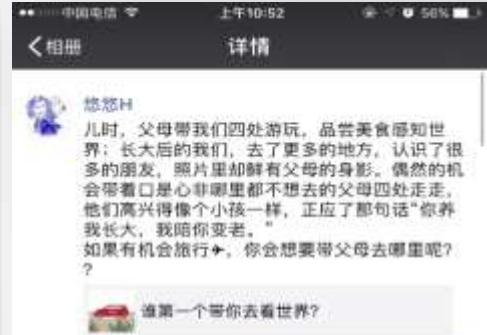 中国电信 上午10:52 56%
相册 详情
悠悠H
儿时，父母带我们四处游玩，品尝美食感知世
界；长大后的我们，去了更多的地方，认识了很
多的朋友，照片里却鲜有父母的身影。偶然的机
会带着口是心非哪里都不想去的父母四处走走，
他们高兴得像个小孩一样，正应了那句话“你养
我长大，我陪你变老。”
如果有机会旅行✈，你会想要带父母去哪里呢？
?
谁第一个带你去看世界?